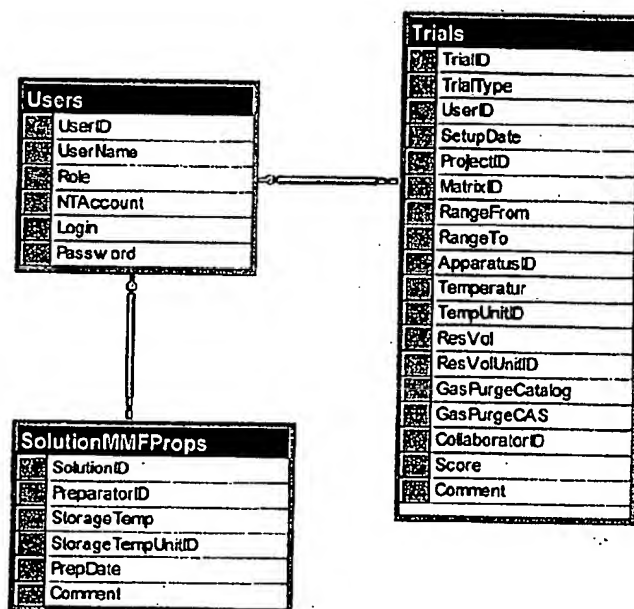 Users
UserID
UserName
Role
NTAccount
Login
Password
SolutionMMFProps
SolutionID
PreparatorID
StorageTemp
StorageTempUnitID
PrepDate
Comment
Trials
TrialID
TrialType
UserID
SetupDate
ProjectID
MatrixID
RangeFrom
RangeTo
ApparatusID
Temperatur
TempUnitID
ResVol
ResVolUnitID
GasPurgeCatalog
GasPurgeCAS
CollaboratorID
Score
Comment